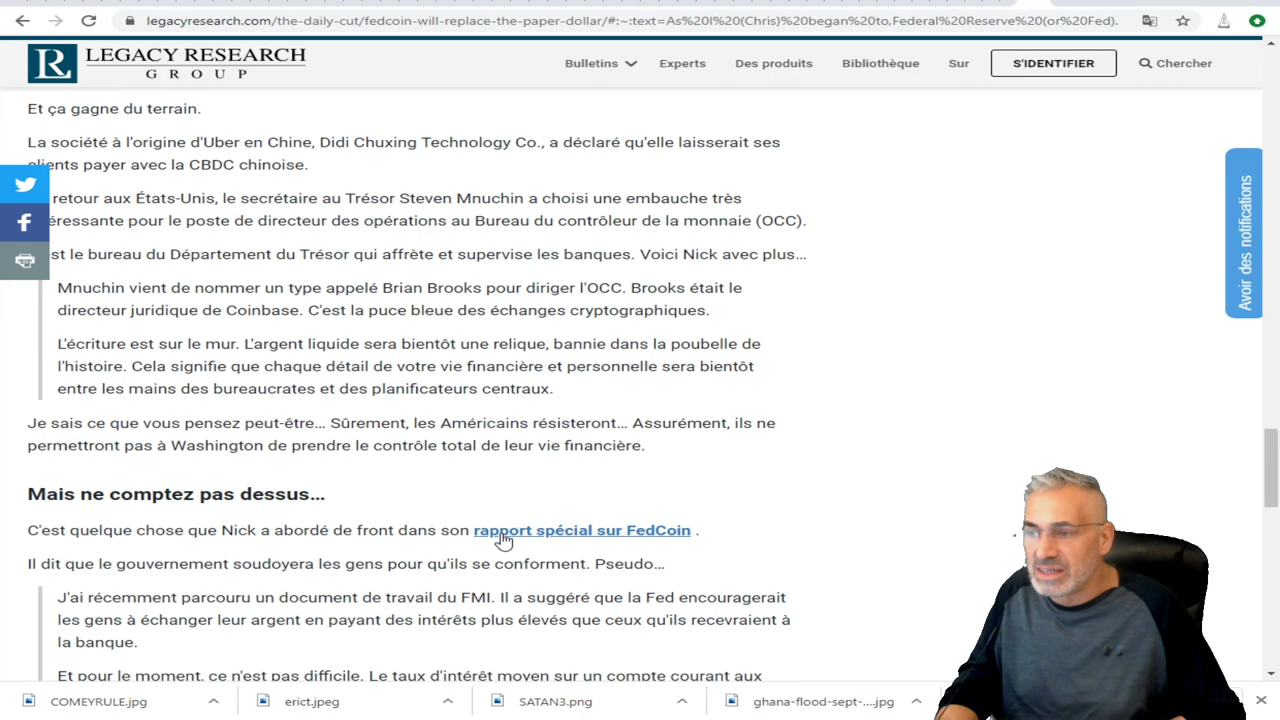 legacyresearch.com/the-daily-cut/fedcoin-will-replace-the-paper-dollar/#:~:text=As%20I%20(Chris)%20began%20to,Federal%20Reserve%20(or%20Fed).
LEGACY RESEARCH
GROUP
Bulletins
Experts
Des produits
Bibliothèque
Sur
S'IDENTIFIER
Chercher
Et ça gagne du terrain.
La société à l'origine d'Uber en Chine, Didi Chuxing Technology Co., a déclaré qu'elle laisserait ses
clients payer avec la CBDC chinoise.
retour aux États-Unis, le secrétaire au Trésor Steven Mnuchin a choisi une embauche très
éressante pour le poste de directeur des opérations au Bureau du contrôleur de la monnaie (OCC).
st le bureau du Département du Trésor qui affrète et supervise les banques. Voici Nick avec plus…
Mnuchin vient de nommer un type appelé Brian Brooks pour diriger l'OCC. Brooks était le
directeur juridique de Coinbase. C'est la puce bleue des échanges cryptographiques.
L'écriture est sur le mur. L'argent liquide sera bientôt une relique, bannie dans la poubelle de
l'histoire. Cela signifie que chaque détail de votre vie financière et personnelle sera bientôt
entre les mains des bureaucrates et des planificateurs centraux.
Je sais ce que vous pensez peut-être… Sûrement, les Américains résisteront… Assurément, ils ne
permettront pas à Washington de prendre le contrôle total de leur vie financière.
Mais ne comptez pas dessus…
C'est quelque chose que Nick a abordé de front dans son rapport spécial sur FedCoin .
Il dit que le gouvernement soudoyera les gens pour qu'ils se conforment. Pseudo…
J'ai récemment parcouru un document de travail du FMI. Il a suggéré que la Fed encouragerait
les gens à échanger leur argent en payant des intérêts plus élevés que ceux qu'ils recevraient à
la banque.
Et pour le moment, ce n'est pas difficile. Le taux d'intérêt moyen sur un compte courant aux
Avoir des notifications
COMEYRULE.jpg
erict.jpeg
SATAN3.png
ghana-flood-sept-....jpg